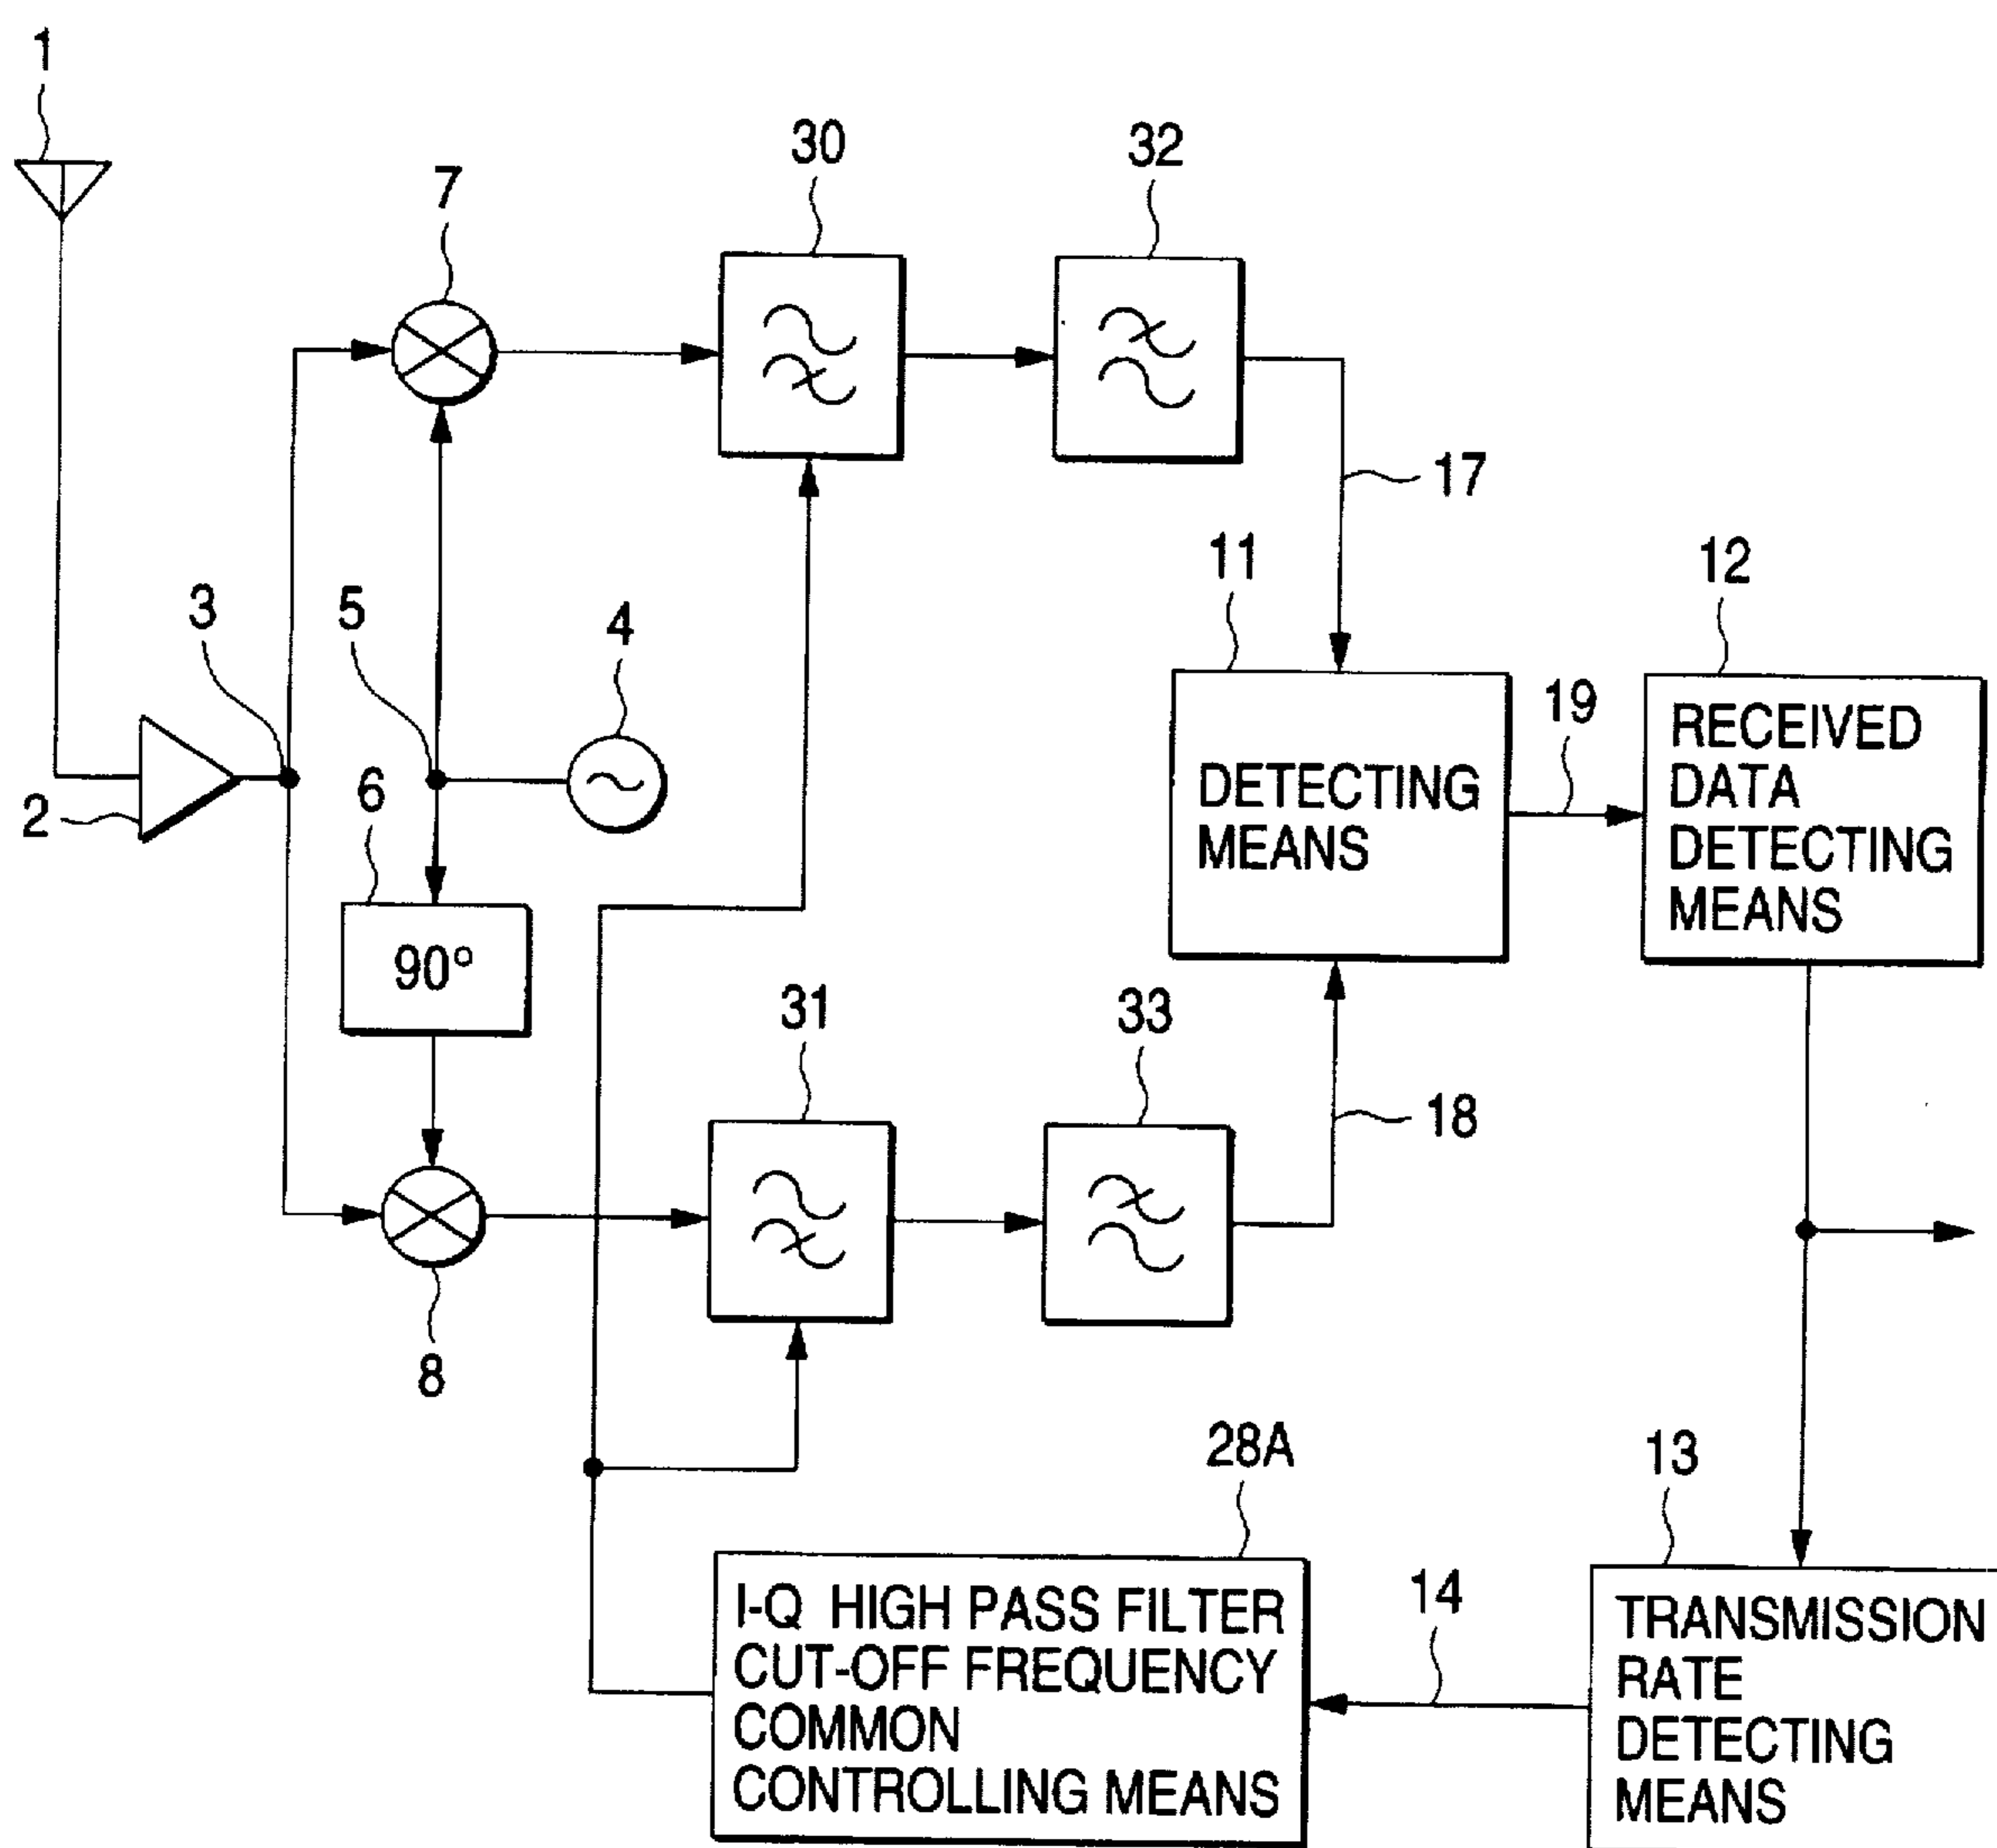 1
7
30
32
17
11
12
3
5
4
19
2
6
DETECTING
MEANS
RECEIVED
DATA
DETECTING
MEANS
90°
31
33
18
8
28A
13
14
I-Q HIGH PASS FILTER
CUT-OFF FREQUENCY
COMMON
CONTROLLING MEANS
TRANSMISSION
RATE
DETECTING
MEANS